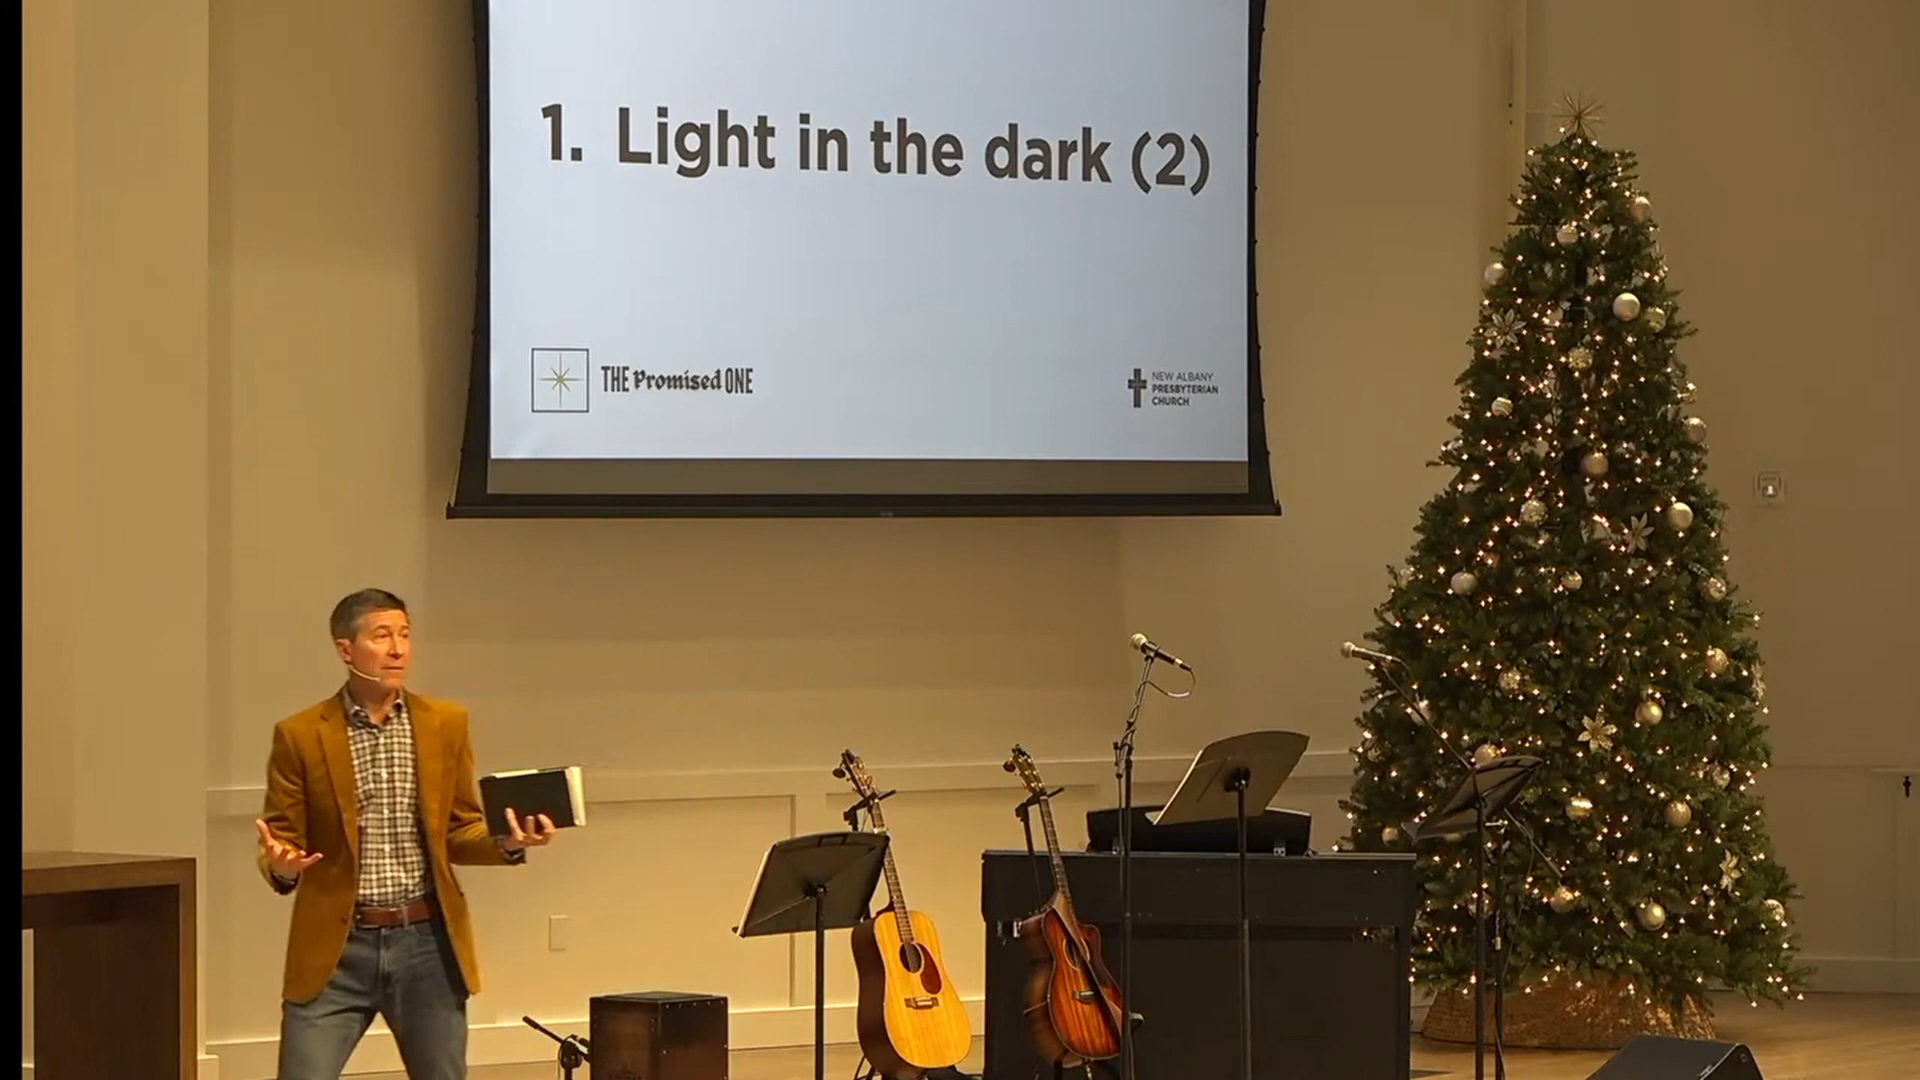 1. Light in the dark (2)
THE Promised ONE
NEW ALBANY
PRESBYTERIAN
CHURCH